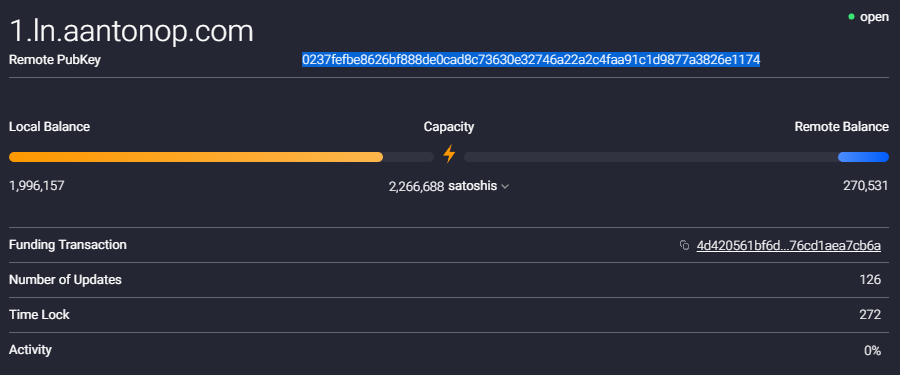 1.ln.aantonop.com
open
Remote PubKey 0237fefbe8626bf888de0cad8c73630e32746a22a2c4faa91c1d9877a3826e1174
Local Balance Capacity Remote Balance
1,996,157 2,266,688 satoshis 270,531
Funding Transaction 4d420561bf6d...76cd1aea7cb6a
Number of Updates 126
Time Lock 272
Activity 0%